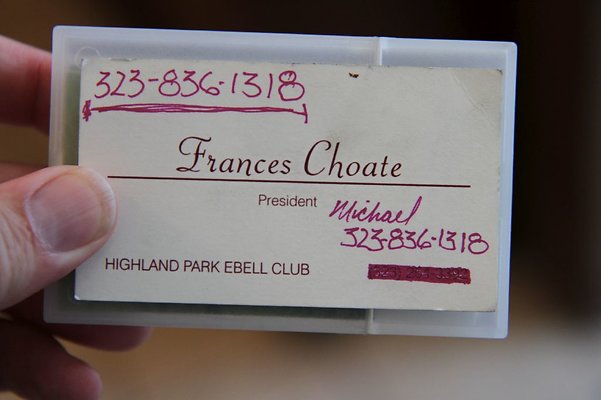 323-836-1318
Frances Choate
President
Michael
323-836-1318
HIGHLAND PARK EBELL CLUB